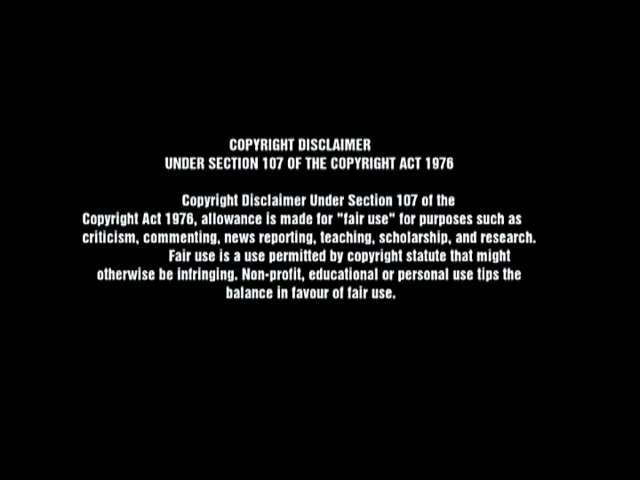 COPYRIGHT DISCLAIMER
UNDER SECTION 107 OF THE COPYRIGHT ACT 1976
Copyright Disclaimer Under Section 107 of the
Copyright Act 1976, allowance is made for "fair use" for purposes such as
criticism, commenting, news reporting, teaching, scholarship, and research.
Fair use is a use permitted by copyright statute that might
otherwise be infringing. Non-profit, educational or personal use tips the
balance in favour of fair use.